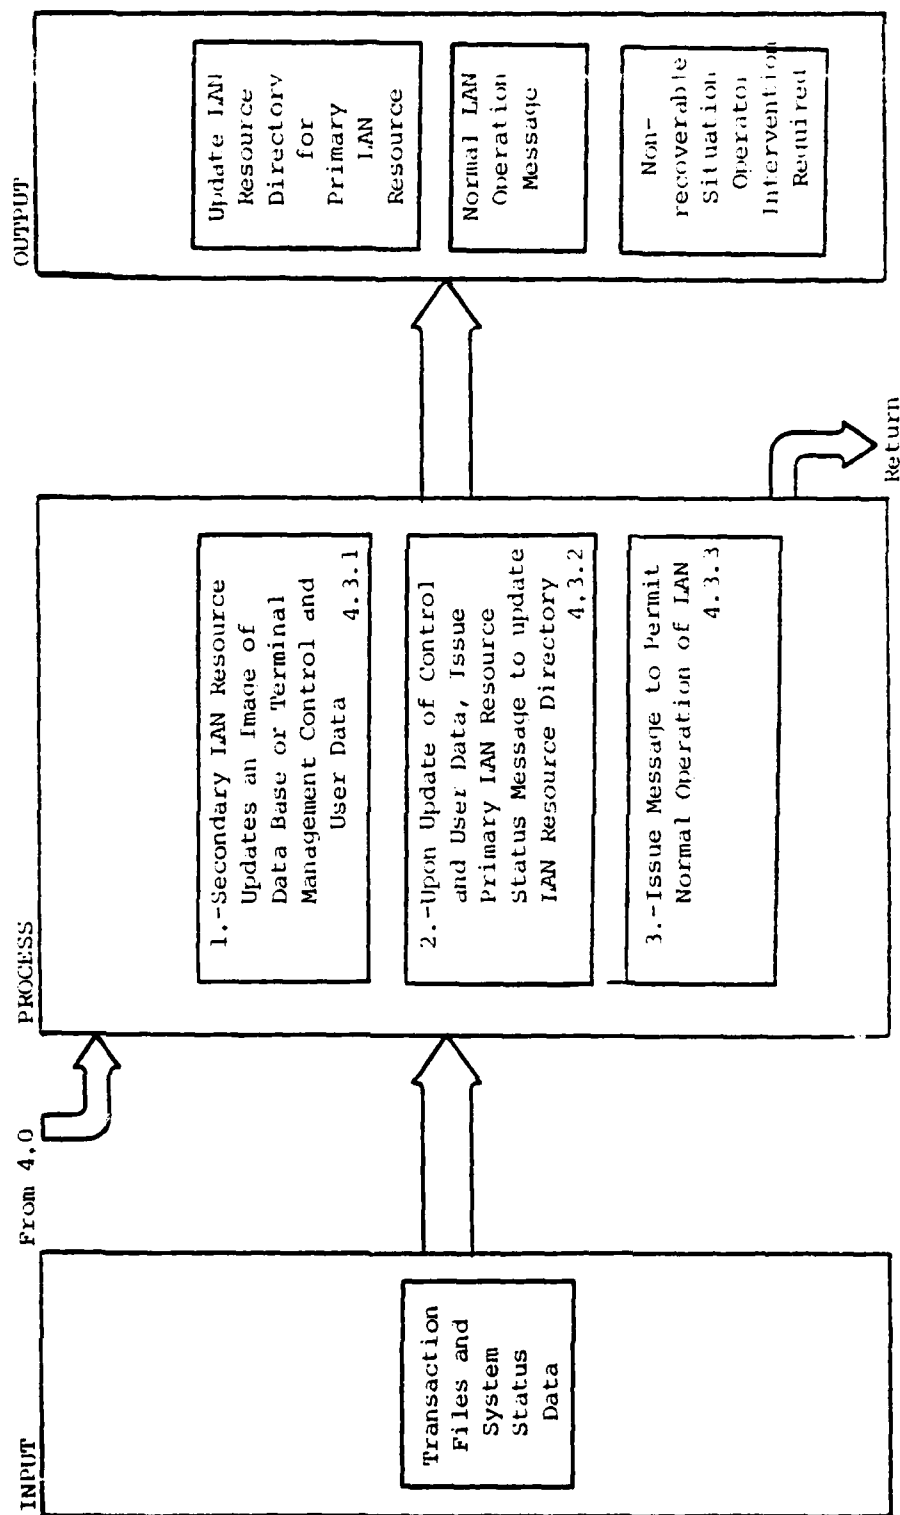 INPUT
Transaction
Files and
System
Status
Data
From 4.0
PROCESS
1.-Secondary LAN Resource
Updates an Image of
Data Base or Terminal
Management Control and
User Data 4.3.1
2.-Upon Update of Control
and User Data, Issue
Primary LAN Resource
Status Message to update
LAN Resource Directory
4.3.2
3.-Issue Message to Permit
Normal Operation of LAN
4.3.3
Return
OUTPUT
Update LAN
Resource
Directory
for
Primary
LAN
Resource
Normal LAN
Operation
Message
Non-
recoverable
Situation
Operator
Intervention
Required